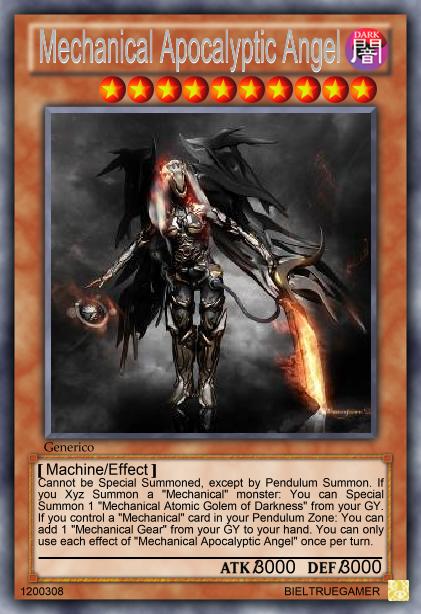 Mechanical Apocalyptic Angel
DARK
闇
Generico
[ Machine/Effect ]
Cannot be Special Summoned, except by Pendulum Summon. If
you Xyz Summon a "Mechanical" monster: You can Special
Summon 1 "Mechanical Atomic Golem of Darkness" from your GY.
If you control a "Mechanical" card in your Pendulum Zone: You can
add 1 "Mechanical Gear" from your GY to your hand. You can only
use each effect of "Mechanical Apocalyptic Angel" once per turn.
ATK 3000 DEF 3000
1200308 BIELTRUEGAMER